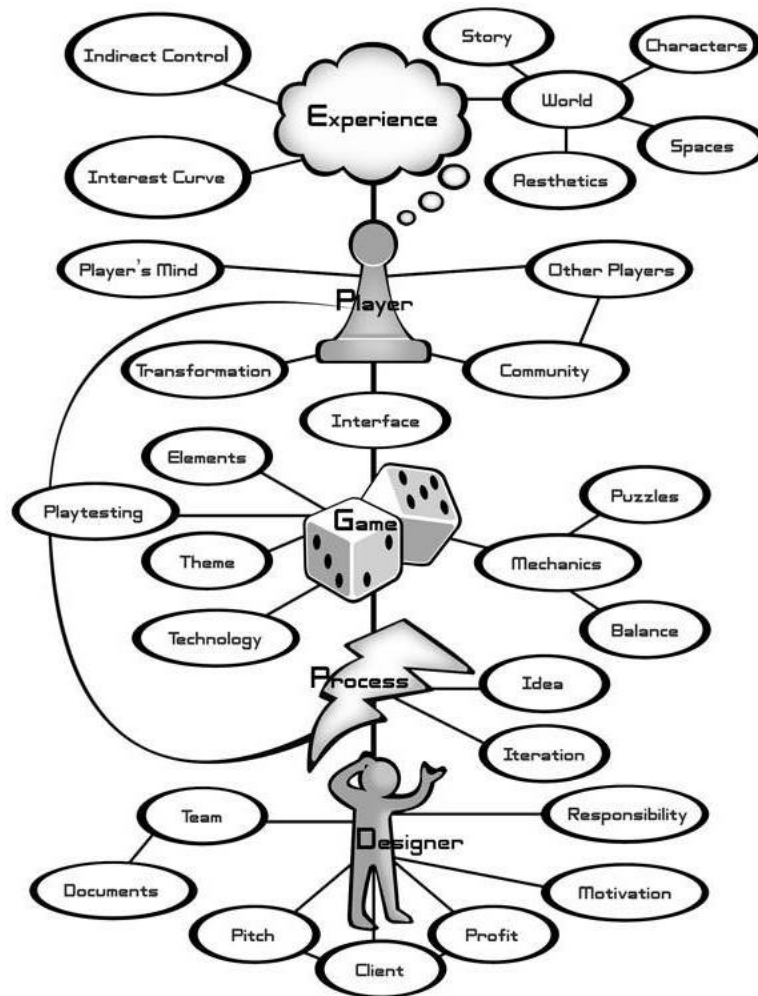 Story
Indirect Control
Characters
Experience
World
Spaces
Interest Curve
Aesthetics
Player's Mind
Other Players
Player
Transformation
Community
Interface
Elements
Puzzles
Playtesting
Game
Theme
Mechanics
Technology
Balance
Process
Idea
Iteration
Team
Responsibility
Designer
Documents
Motivation
Pitch
Profit
Client